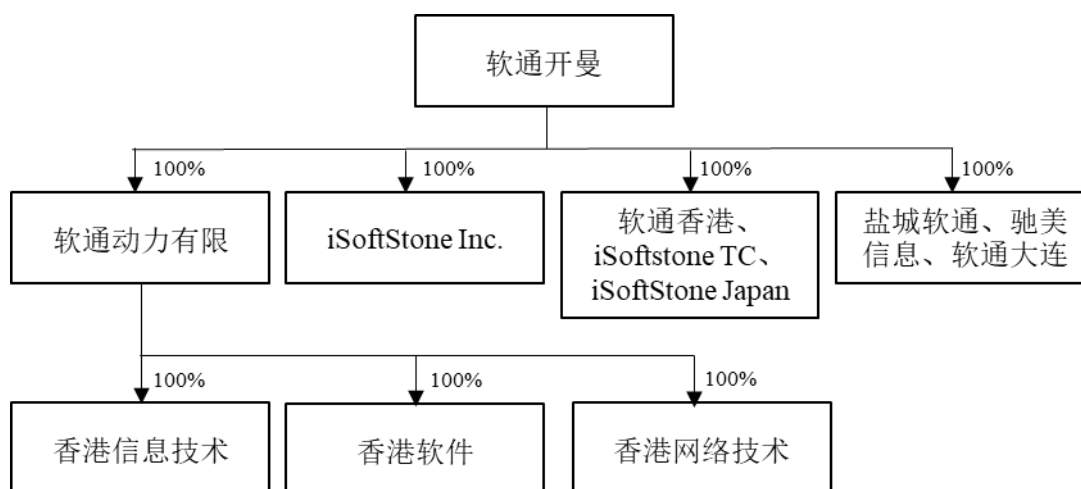 软通开曼
100%
100%
100%
100%
软通动力有限
iSoftStone Inc.
软通香港、
iSoftstone TC、
iSoftStone Japan
盐城软通、驰美
信息、软通大连
100%
100%
100%
香港信息技术
香港软件
香港网络技术